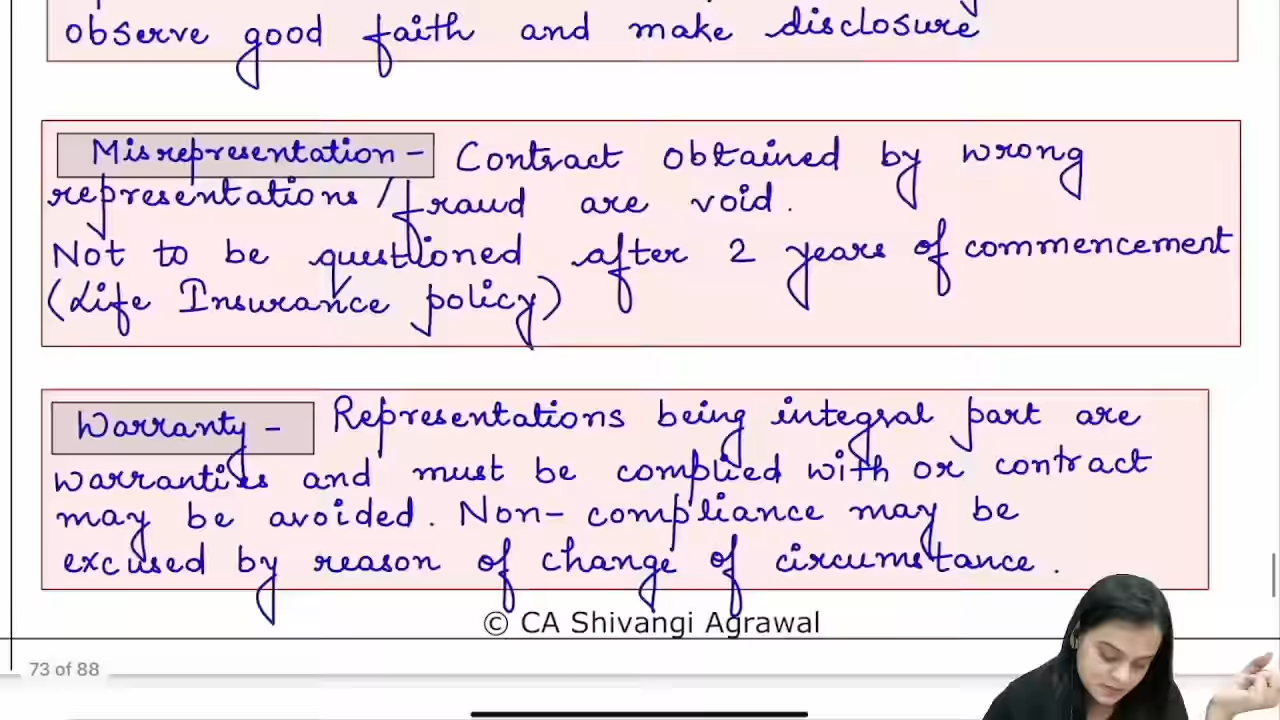 observe good faith and make disclosure
Misrepresentation - Contract obtained by wrong
representations / fraud are void.
Not to be questioned after 2 years of commencement
(Life Insurance policy)
Warranty - Representations being integral part are
warranties and must be complied with or contract
may be avoided. Non-compliance may be
excused by reason of change of circumstance.
© CA Shivangi Agrawal
73 of 88